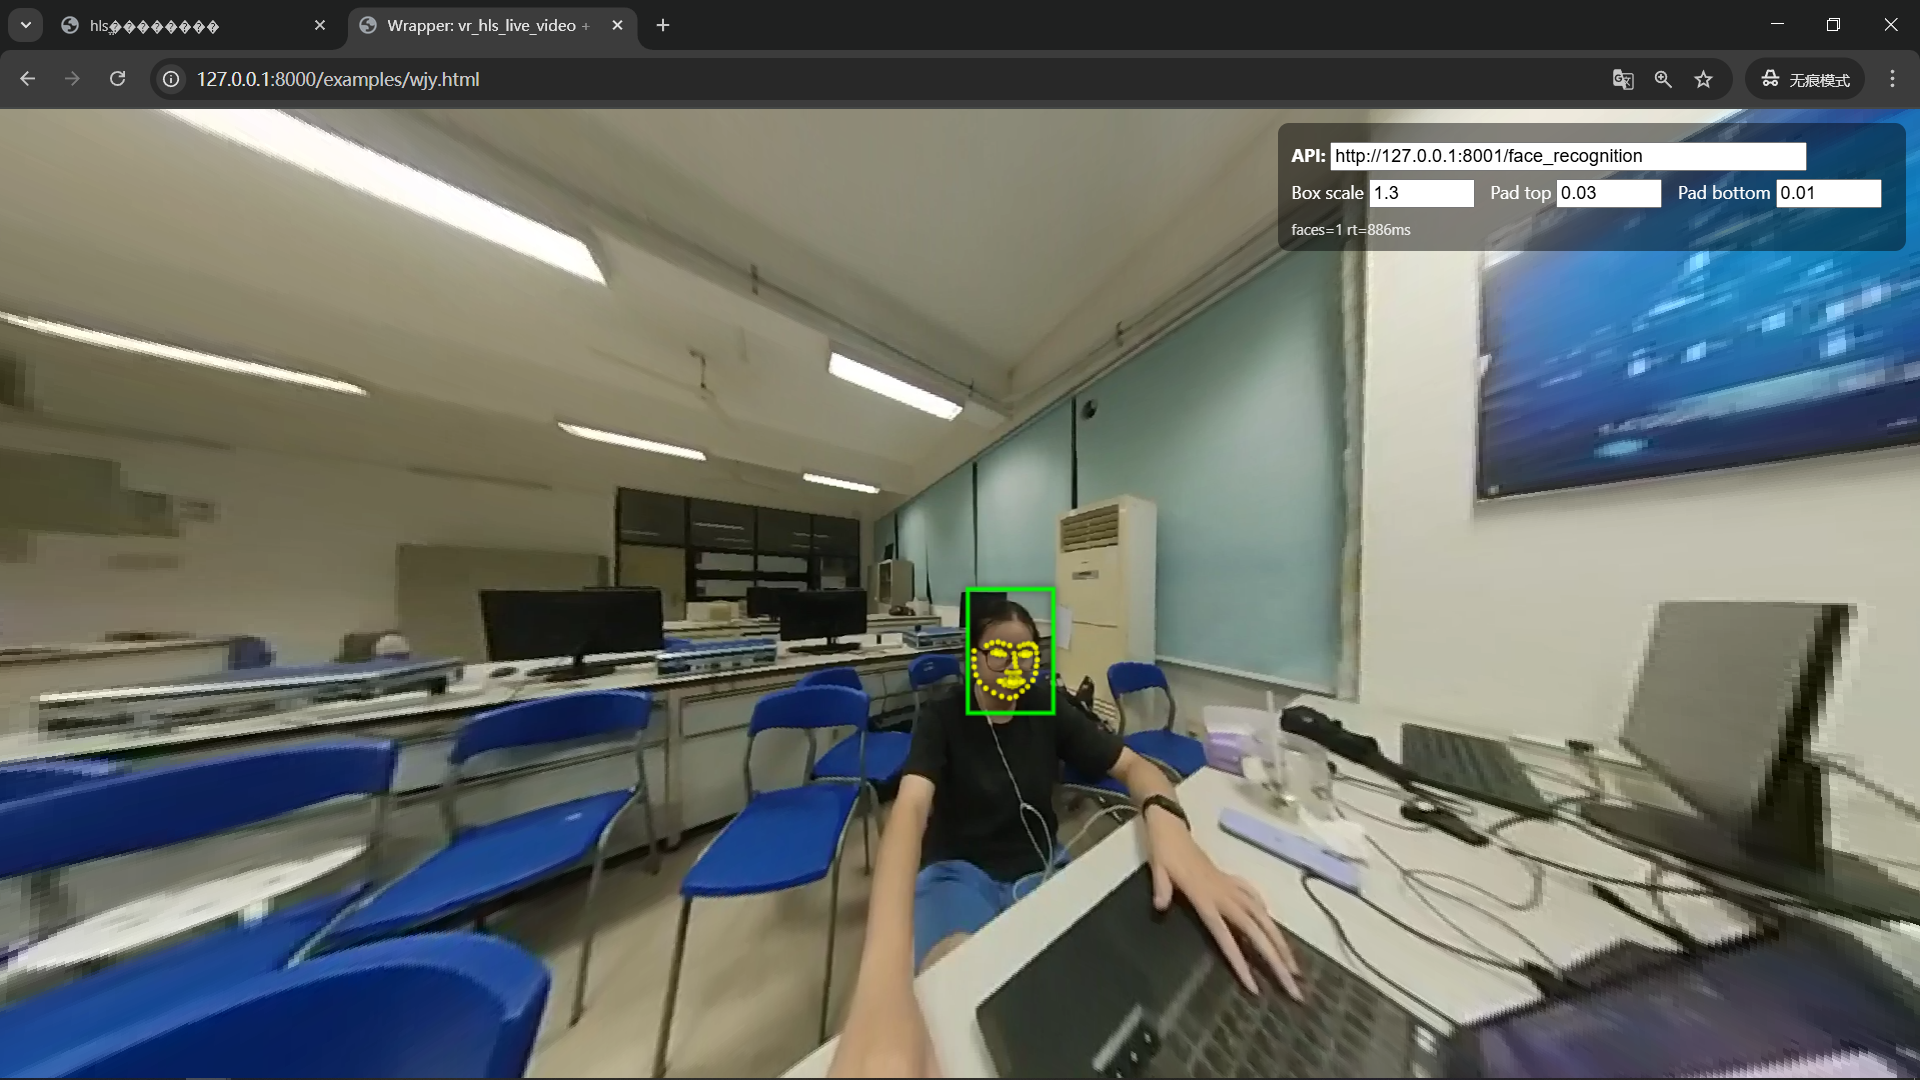 hls��������
Wrapper: vr_hls_live_video +
127.0.0.1:8000/examples/wjy.html
无痕模式
API: http://127.0.0.1:8001/face_recognition
Box scale 1.3 Pad top 0.03 Pad bottom 0.01
faces=1 rt=886ms